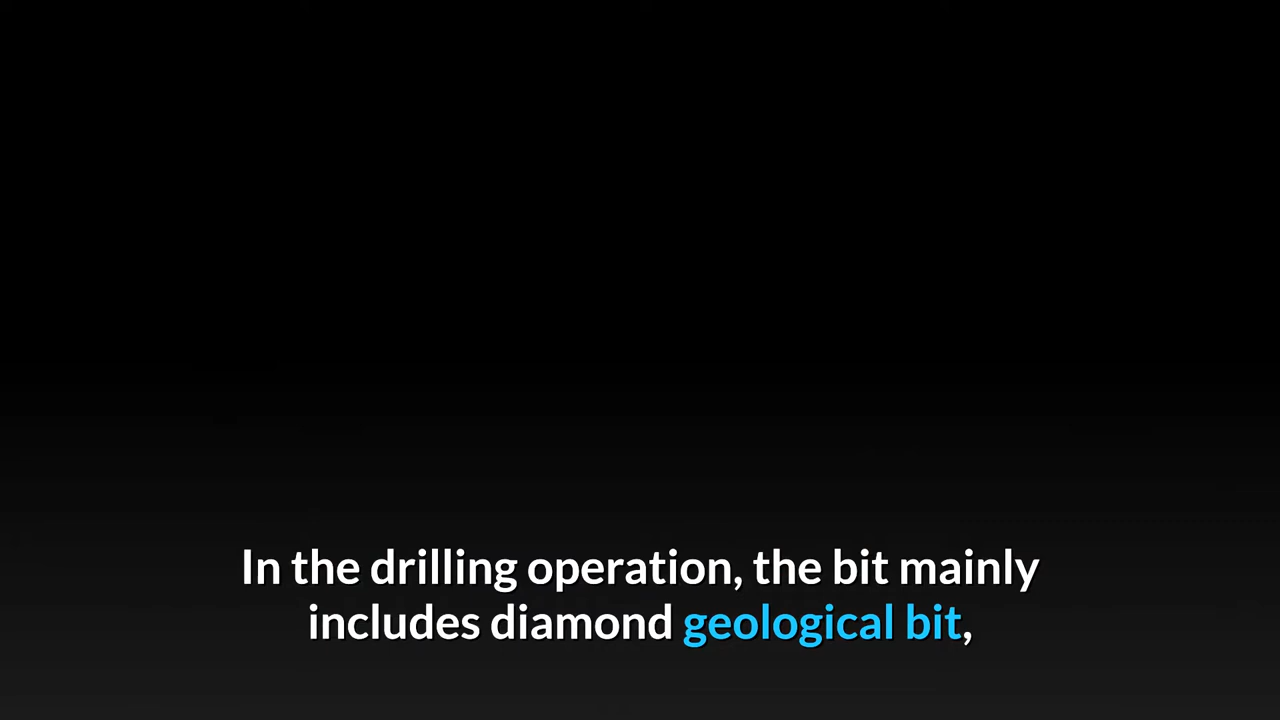 In the drilling operation, the bit mainly
includes diamond geological bit,